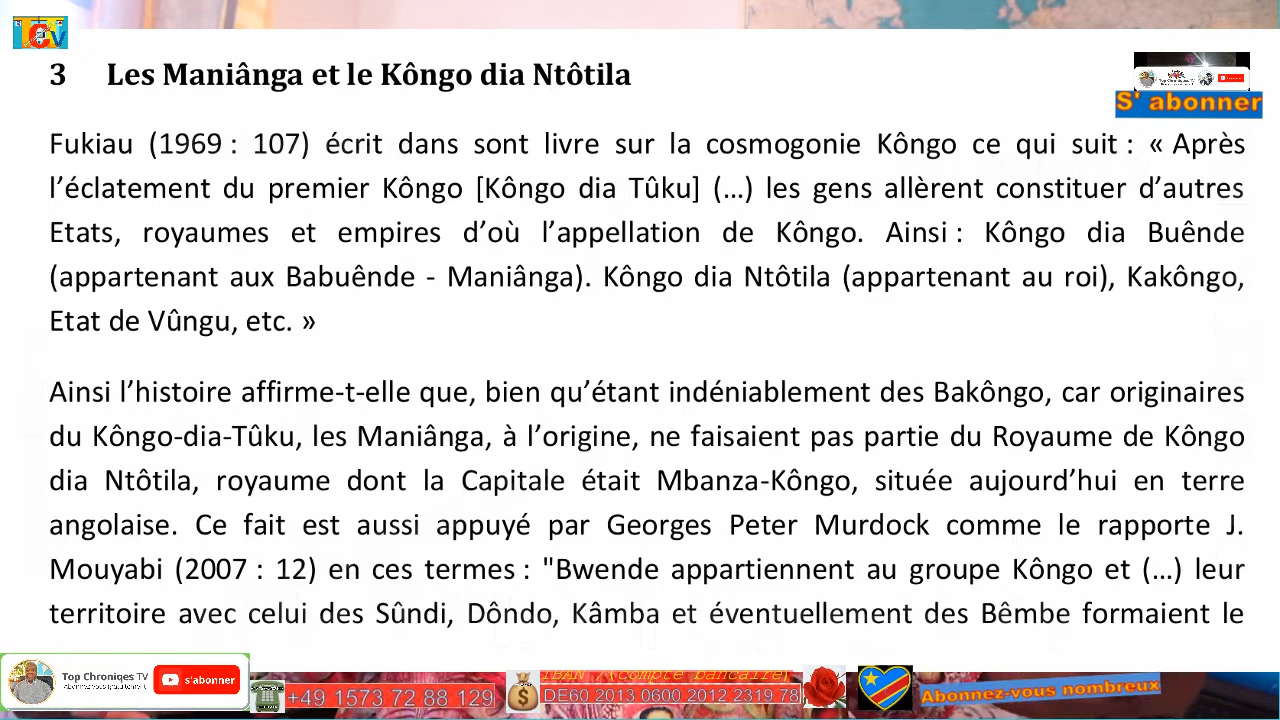 TCTV
3 Les Maniânga et le Kôngo dia Ntôtila
Top Chroniques TV
S' abonner
Fukiau (1969 : 107) écrit dans sont livre sur la cosmogonie Kôngo ce qui suit : « Après
l’éclatement du premier Kôngo [Kôngo dia Tûku] (…) les gens allèrent constituer d’autres
Etats, royaumes et empires d’où l’appellation de Kôngo. Ainsi : Kôngo dia Buênde
(appartenant aux Babuênde - Maniânga). Kôngo dia Ntôtila (appartenant au roi), Kakôngo,
Etat de Vûngu, etc. »
Ainsi l’histoire affirme-t-elle que, bien qu’étant indéniablement des Bakôngo, car originaires
du Kôngo-dia-Tûku, les Maniânga, à l’origine, ne faisaient pas partie du Royaume de Kôngo
dia Ntôtila, royaume dont la Capitale était Mbanza-Kôngo, située aujourd’hui en terre
angolaise. Ce fait est aussi appuyé par Georges Peter Murdock comme le rapporte J.
Mouyabi (2007 : 12) en ces termes : "Bwende appartiennent au groupe Kôngo et (…) leur
territoire avec celui des Sûndi, Dôndo, Kâmba et éventuellement des Bêmbe formaient le
Top Chroniqes TV
s'abonner
+49 1573 72 88 129
IBAN /(compte bancaire)
DE60 2013 0600 2012 2319 78
Abonnez-vous nombreux